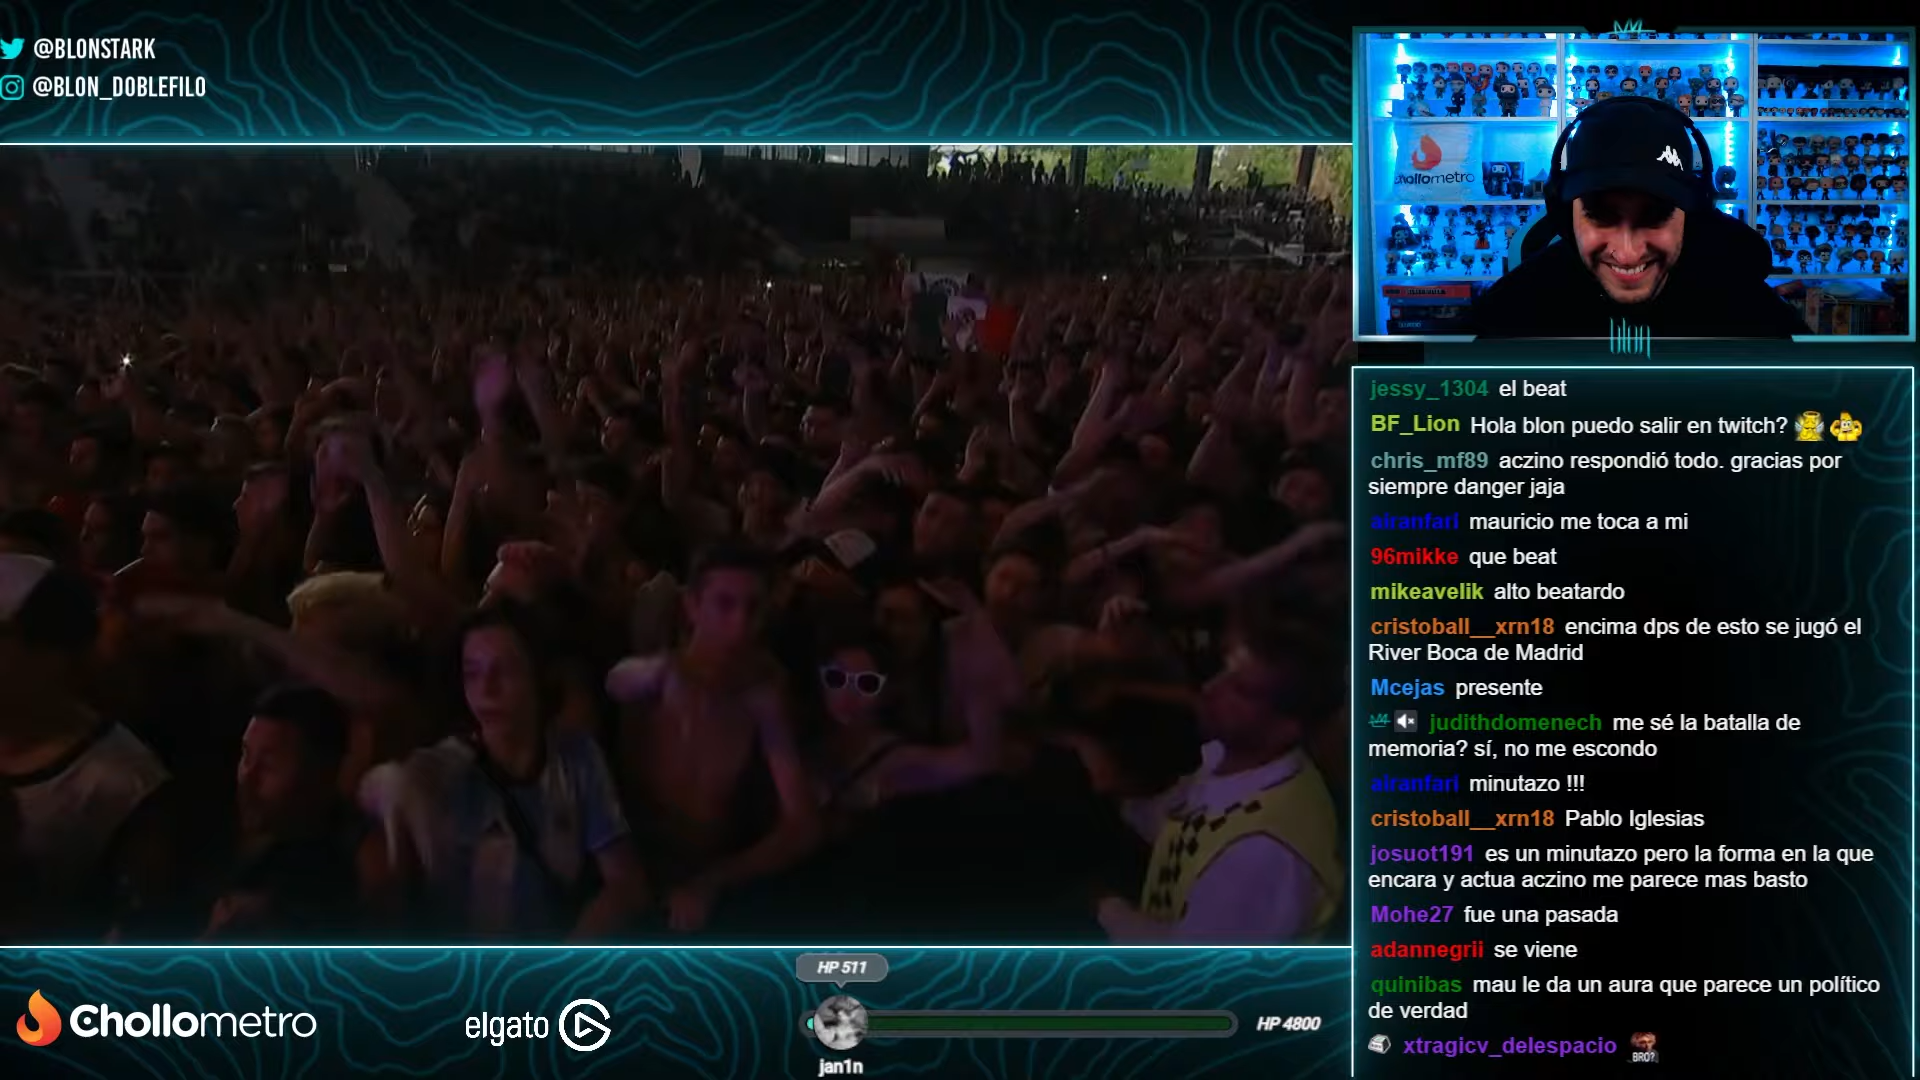 @BLONSTARK
@BLON_DOBLEFILO
chollometro
jessy_1304 el beat
BF_Lion Hola blon puedo salir en twitch?
chris_mf89 aczino respondió todo. gracias por
siempre danger jaja
airanfari mauricio me toca a mi
96mikke que beat
mikeavelik alto beatardo
cristoball__xrn18 encima dps de esto se jugó el
River Boca de Madrid
Mcejas presente
judithdomenech me sé la batalla de
memoria? sí, no me escondo
airanfari minutazo !!!
cristoball__xrn18 Pablo Iglesias
josuot191 es un minutazo pero la forma en la que
encara y actua aczino me parece mas basto
Mohe27 fue una pasada
adannegrii se viene
quinibas mau le da un aura que parece un político
de verdad
xtragicv_delespacio BRO?
HP 511
Chollometro
elgato
HP 4800
jan1n